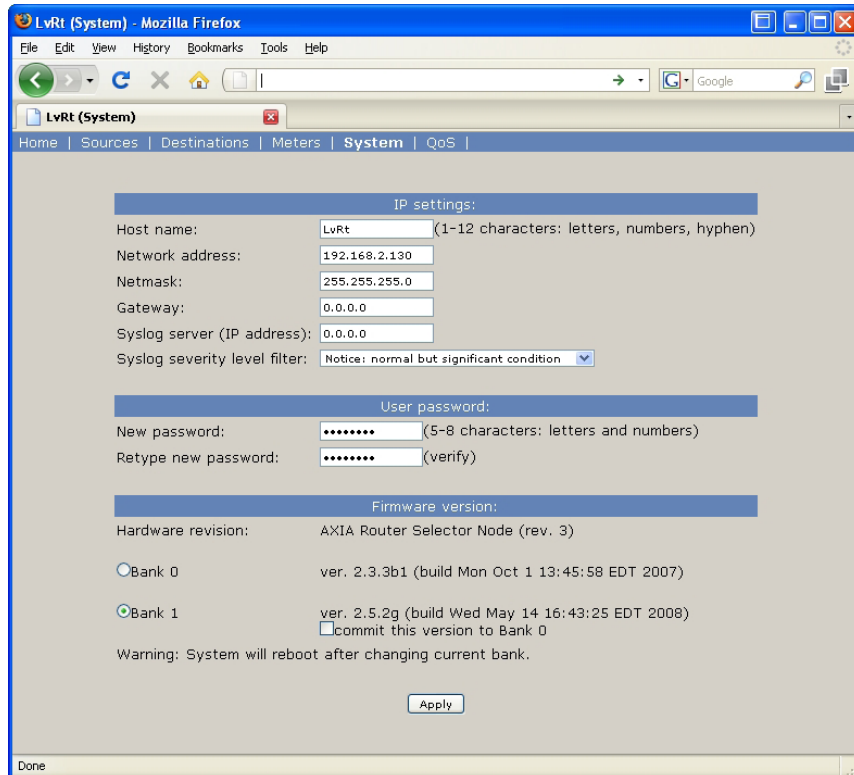 LvRt (System) - Mozilla Firefox
File Edit View History Bookmarks Tools Help
G Google
LvRt (System)
Home | Sources | Destinations | Meters | System | QoS |
IP settings:
Host name: LvRt (1-12 characters: letters, numbers, hyphen)
Network address: 192.168.2.130
Netmask: 255.255.255.0
Gateway: 0.0.0.0
Syslog server (IP address): 0.0.0.0
Syslog severity level filter: Notice: normal but significant condition
User password:
New password: •••••••• (5-8 characters: letters and numbers)
Retype new password: •••••••• (verify)
Firmware version:
Hardware revision: AXIA Router Selector Node (rev. 3)
Bank 0 ver. 2.3.3b1 (build Mon Oct 1 13:45:58 EDT 2007)
Bank 1 ver. 2.5.2g (build Wed May 14 16:43:25 EDT 2008)
commit this version to Bank 0
Warning: System will reboot after changing current bank.
Apply
Done